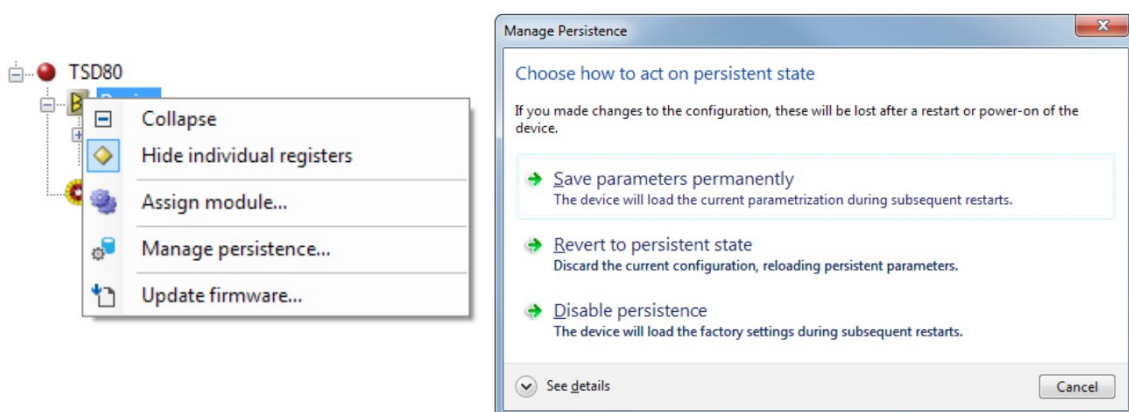 TSD80
Collapse
Hide individual registers
Assign module...
Manage persistence...
Update firmware...
Manage Persistence
Choose how to act on persistent state
If you made changes to the configuration, these will be lost after a restart or power-on of the
device.
Save parameters permanently
The device will load the current parametrization during subsequent restarts.
Revert to persistent state
Discard the current configuration, reloading persistent parameters.
Disable persistence
The device will load the factory settings during subsequent restarts.
See details
Cancel